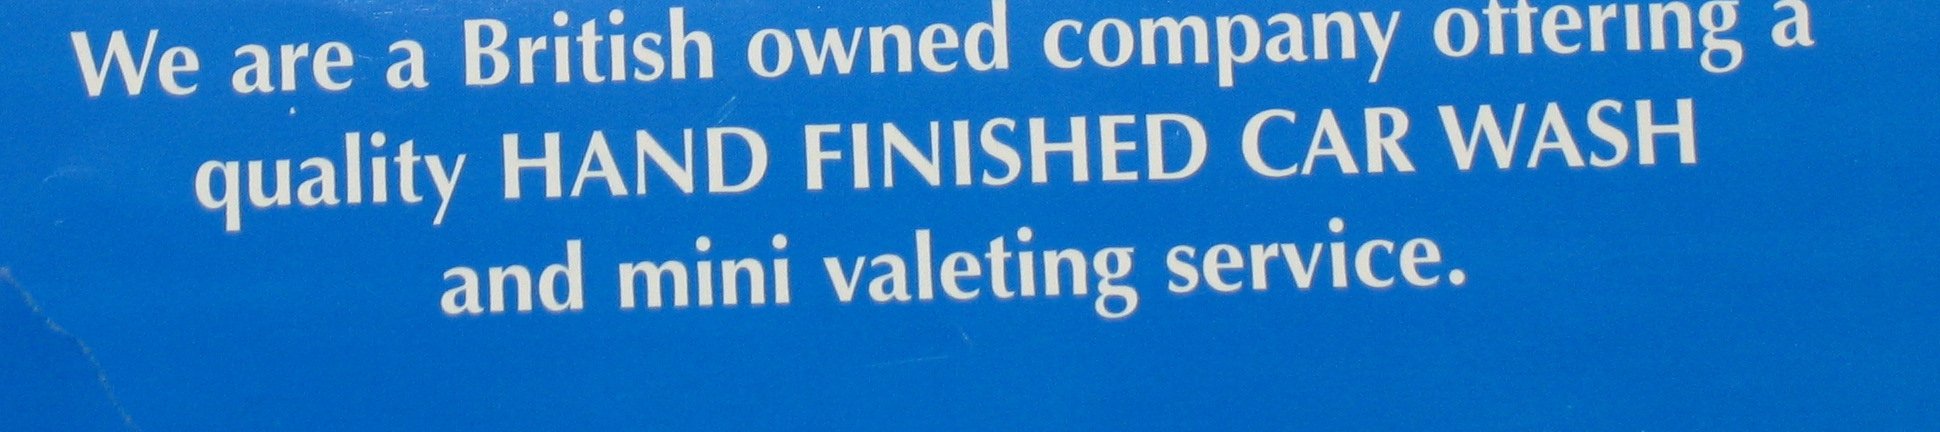 We are a British owned company offering a
quality HAND FINISHED CAR WASH
and mini valeting service.